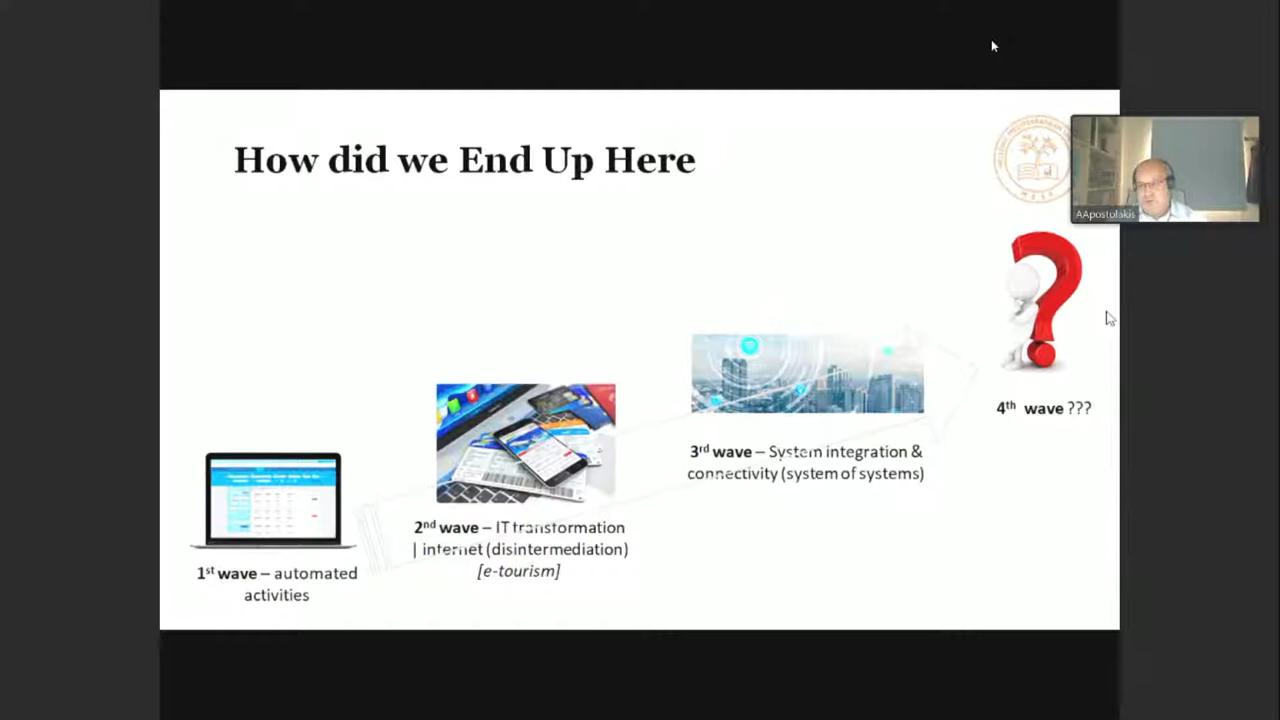 How did we End Up Here
AApostolakis
4th wave ???
3rd wave – System integration &
connectivity (system of systems)
2nd wave – IT transformation
| internet (disintermediation)
[e-tourism]
1st wave – automated
activities